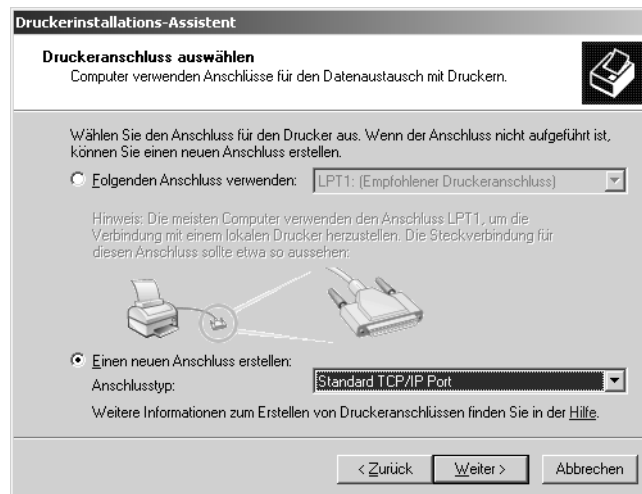 Druckerinstallations-Assistent
Druckeranschluss auswählen
Computer verwenden Anschlüsse für den Datenaustausch mit Druckern.
Wählen Sie den Anschluss für den Drucker aus. Wenn der Anschluss nicht aufgeführt ist,
können Sie einen neuen Anschluss erstellen.
Folgenden Anschluss verwenden: LPT1: (Empfohlener Druckeranschluss)
Hinweis: Die meisten Computer verwenden den Anschluss LPT1, um die
Verbindung mit einem lokalen Drucker herzustellen. Die Steckverbindung für
diesen Anschluss sollte etwa so aussehen:
Einen neuen Anschluss erstellen:
Anschlusstyp: Standard TCP/IP Port
Weitere Informationen zum Erstellen von Druckeranschlüssen finden Sie in der Hilfe.
< Zurück Weiter > Abbrechen